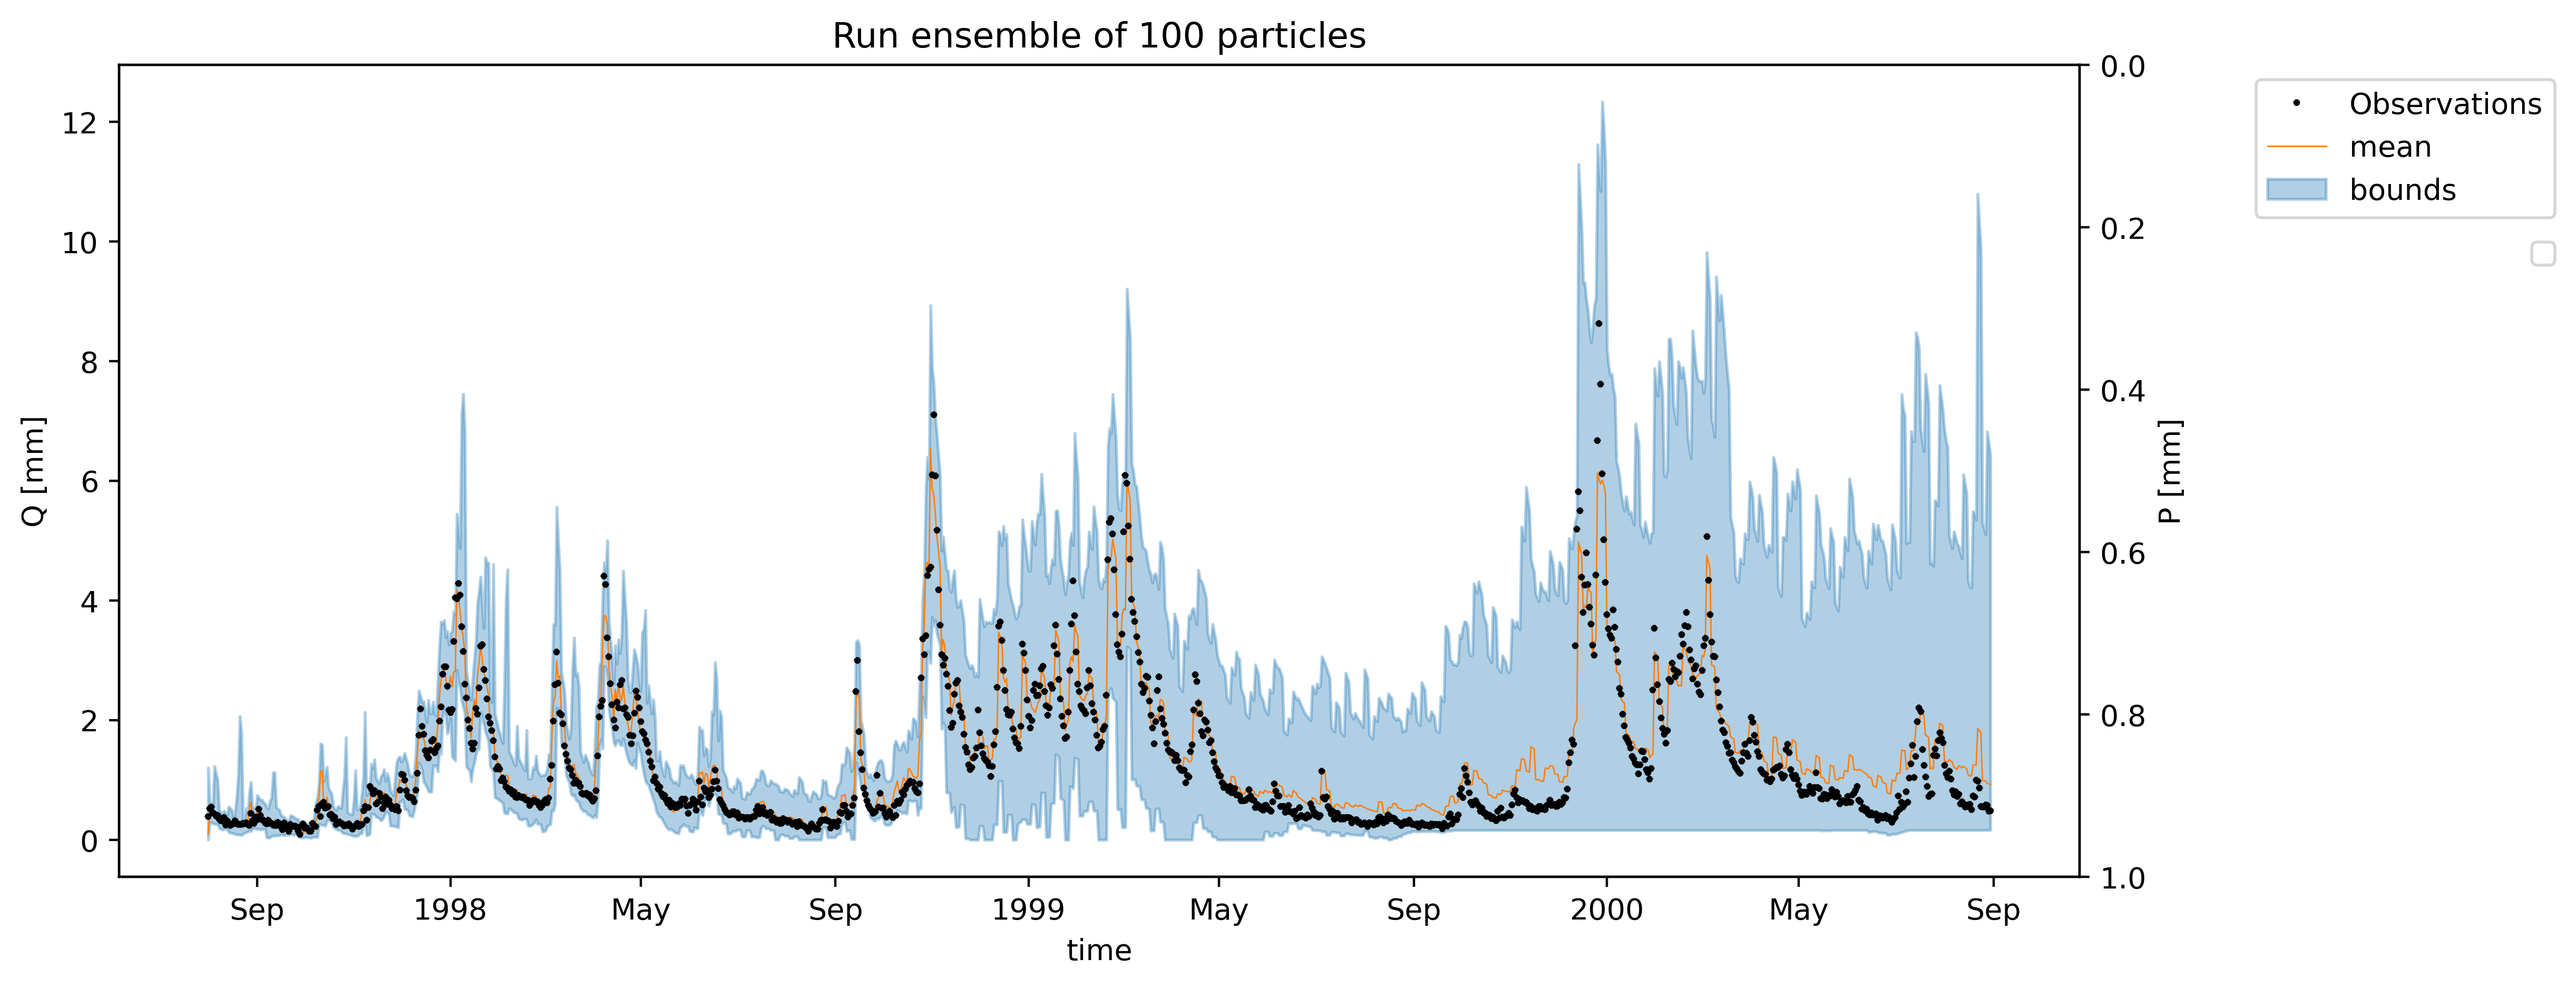 Run ensemble of 100 particles
Q [mm]
12
10
8
6
4
2
0
0.0
0.2
0.4
0.6
0.8
1.0
P [mm]
Observations
mean
bounds
Sep 1998 May Sep 1999 May Sep 2000 May Sep
time